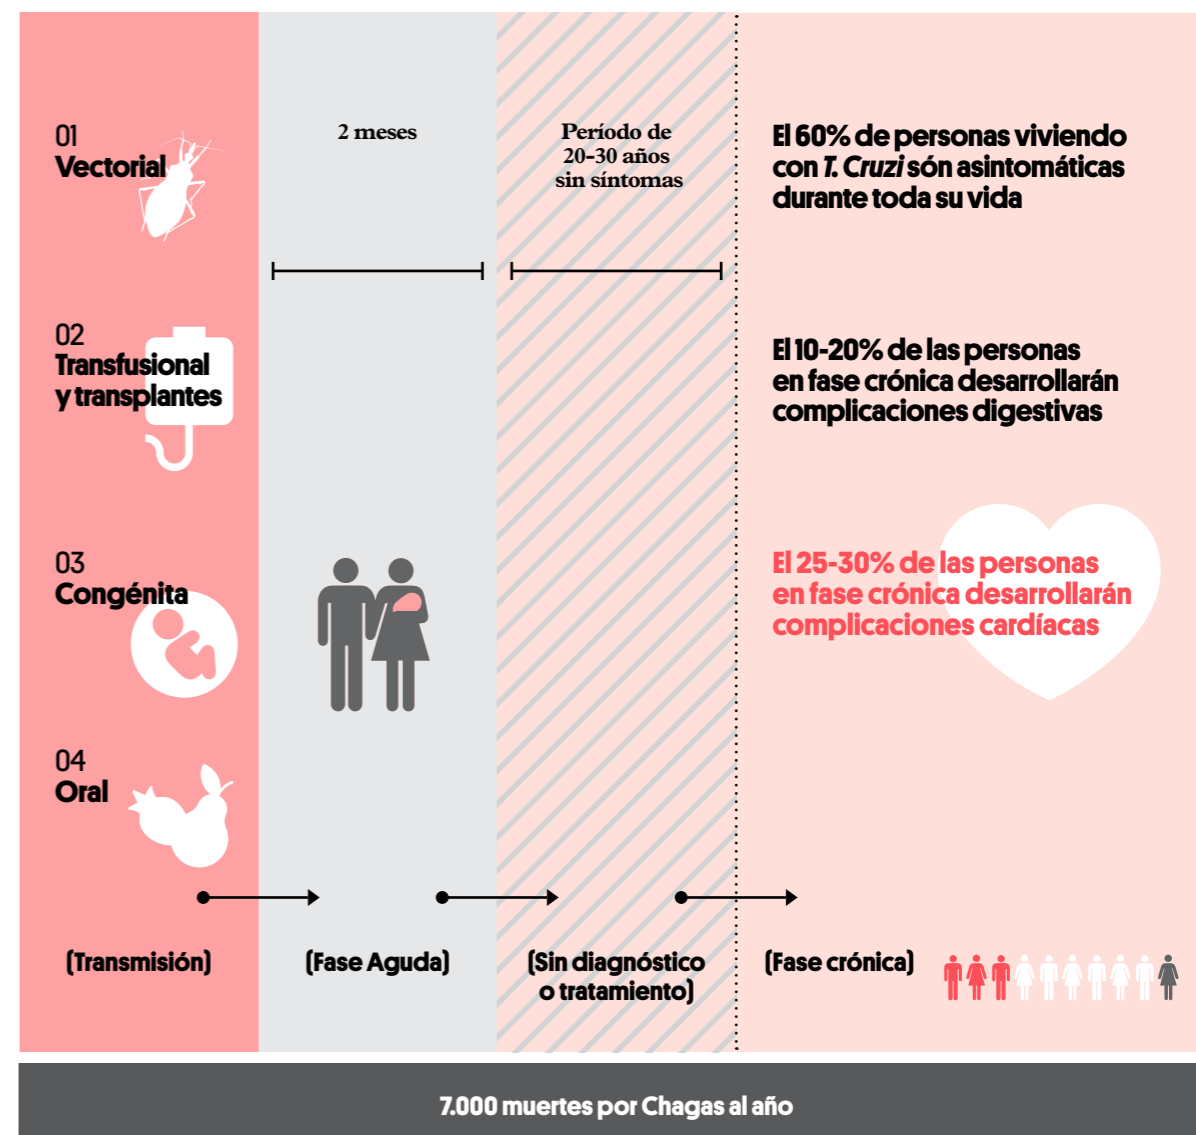 01
Vectorial
2 meses
Período de
20-30 años
sin síntomas
El 60% de personas viviendo
con T. Cruzi són asintomáticas
durante toda su vida
02
Transfusional
y transplantes
El 10-20% de las personas
en fase crónica desarrollarán
complicaciones digestivas
03
Congénita
El 25-30% de las personas
en fase crónica desarrollarán
complicaciones cardíacas
04
Oral
(Transmisión)
(Fase Aguda)
(Sin diagnóstico
o tratamiento)
(Fase crónica)
7.000 muertes por Chagas al año